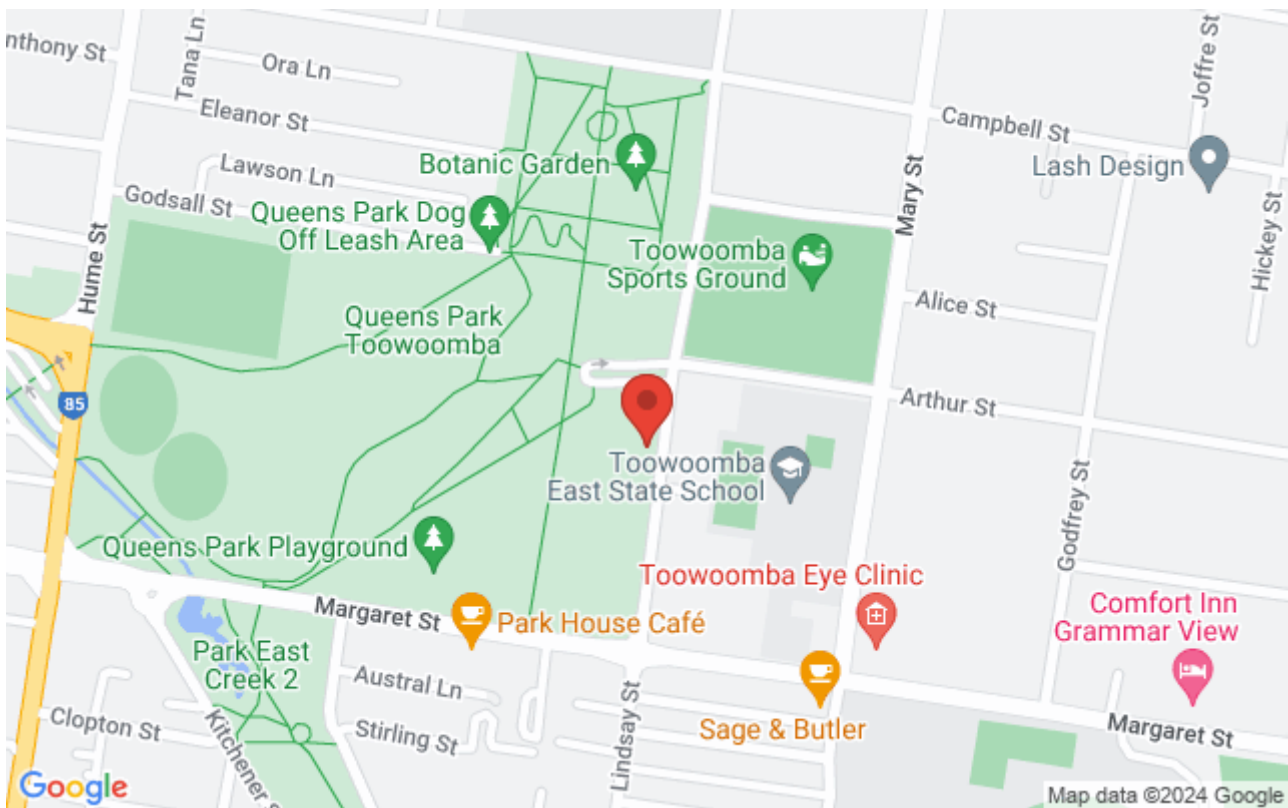 nthony St
Tana Ln
Ora Ln
Eleanor St
Lawson Ln
Godsall St
Hume St
Botanic Garden
Queens Park Dog
Off Leash Area
Queens Park
Toowoomba
Toowoomba
Sports Ground
Mary St
Campbell St
Joffre St
Lash Design
Hickey St
Alice St
Arthur St
85
Toowoomba
East State School
Godfrey St
Queens Park Playground
Toowoomba Eye Clinic
Margaret St
Park House Café
Comfort Inn
Grammar View
Park East
Creek 2
Austral Ln
Stirling St
Clopton St
Kitchener S
Lindsay St
Sage & Butler
Margaret St
Google
Map data ©2024 Google